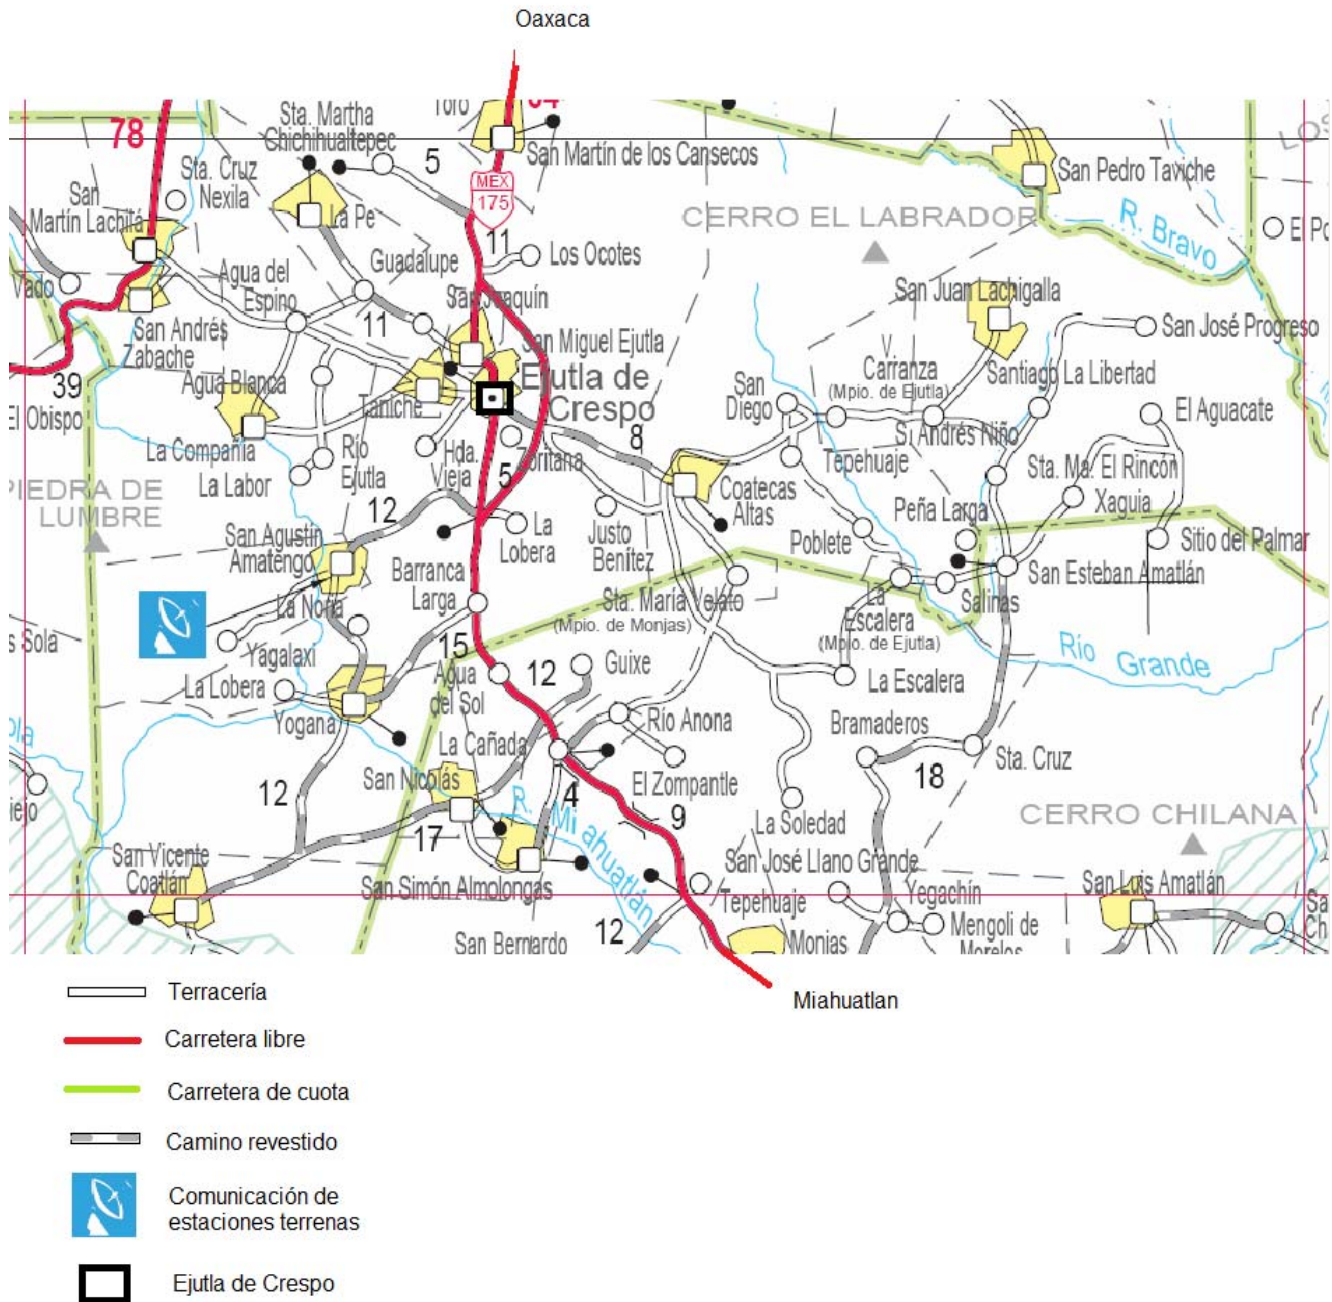 Oaxaca
Toro
Sta. Martha
Chichihualtepec
78
5
San Martín de los Cansecos
San Pedro Taviche
Sta. Cruz
Nexila
MEX
175
San
Martín Lachilá
La Pe
CERRO EL LABRADOR
R. Bravo
11
Los Ocotes
Vado
Agua del
Espino
Guadalupe
San Joaquín
San Juan Lachigalla
11
San José Progreso
San Andrés
Zabache
San Miguel Ejutla
39
Agua Blanca
Taniche
Ejutla de
Crespo
San
Diego
V.
Carranza
(Mpio. de Ejutla)
Santiago La Libertad
El Obispo
El Aguacate
La Compañia
Río
Ejutla
Hda.
Vieja
8
S. Andrés Niño
La Labor
5
Tepehuaje
Sta. Ma. El Rincón
PIEDRA DE
LUMBRE
Coatecas
Altas
Xaguia
12
La
Lobera
Justo
Benítez
Peña Larga
San Agustín
Amatengo
Poblete
Sitio del Palmar
Barranca
Larga
San Esteban Amatlán
La Noria
Sta. María Velato
(Mpio. de Monjas)
La
Escalera
(Mpio. de Ejutla)
Salinas
s Sola
Yagalaxi
15
Río Grande
La Lobera
Agua
del Sol
12
Guixe
La Escalera
Yogana
Río Anona
Bramaderos
La Cañada
Sta. Cruz
San Nicolás
4
El Zompantle
18
12
R. Miahuatlán
9
CERRO CHILANA
17
La Soledad
San Vicente
Coatlán
San Simón Almolongas
San José Llano Grande
San Luis Amatlán
Tepehuaje
Yegachín
San Bernardo
12
Monjas
Mengoli de
Morelos
Miahuatlan
Terracería
Carretera libre
Carretera de cuota
Camino revestido
Comunicación de
estaciones terrenas
Ejutla de Crespo